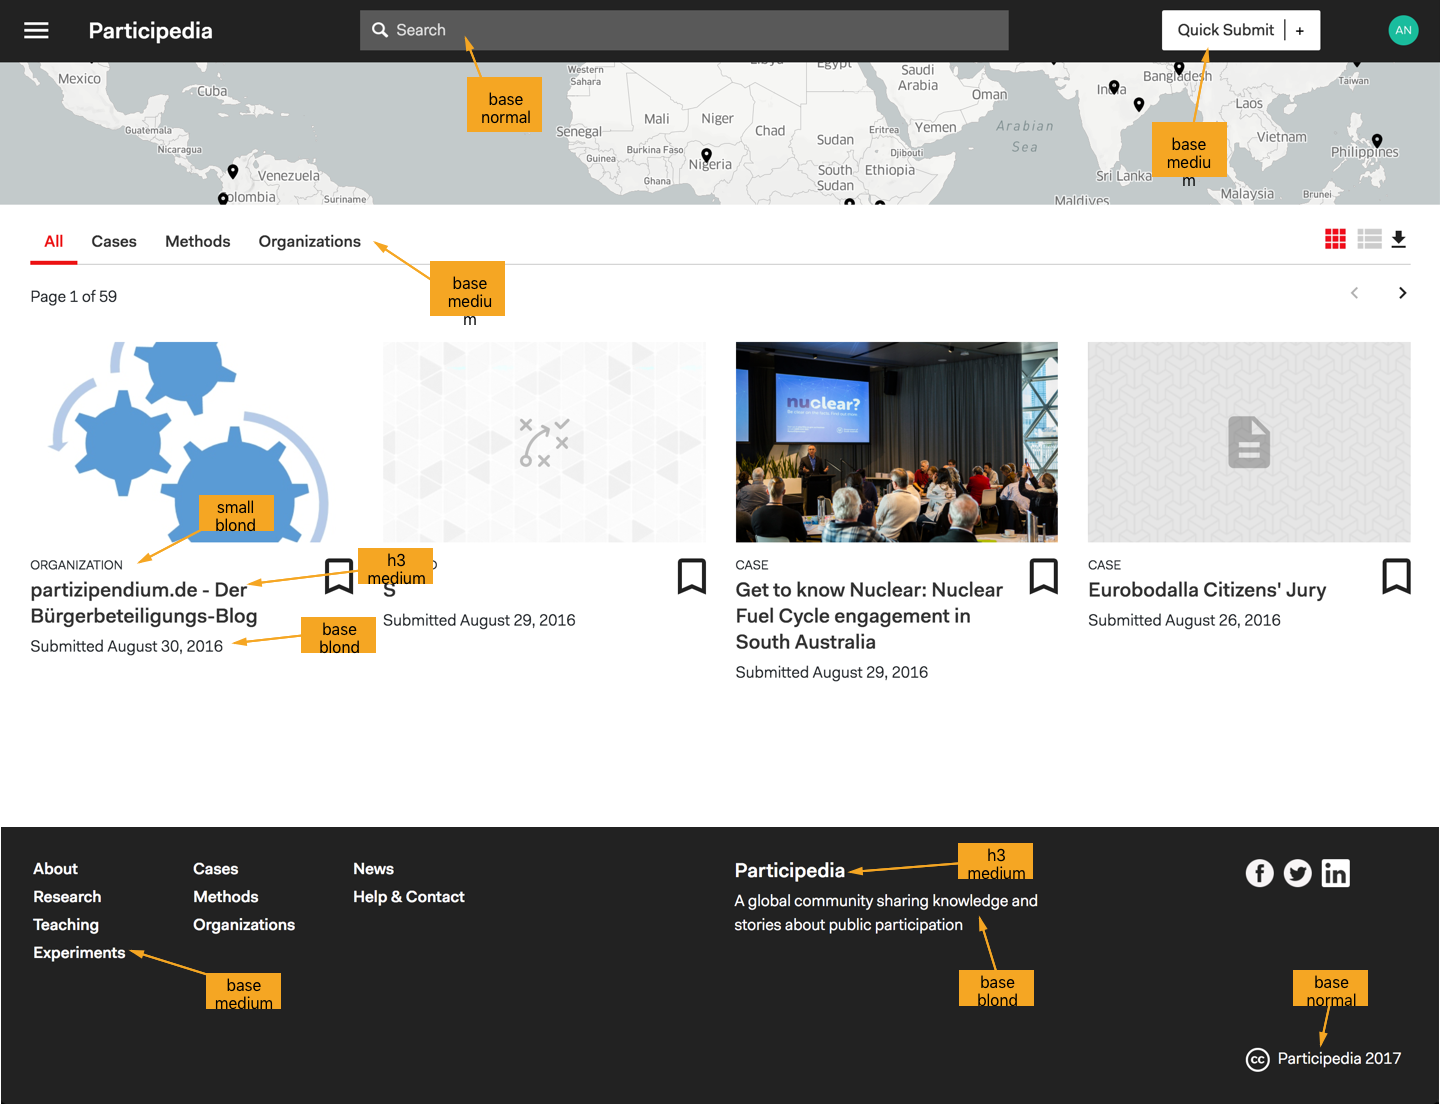 Participedia
Search
Quick Submit +
AN
base
normal
base
mediu
m
Mexico
Cuba
Guatemala
Nicaragua
Venezuela
Suriname
Western
Sahara
Mali
Niger
Chad
Sudan
Senegal
Burkina Faso
Guinea
Ghana
Nigeria
South
Sudan
Ethiopia
Eritrea
Djibouti
Yemen
Egypt
Saudi
Arabia
Oman
Arabian
Sea
India
Bangladesh
Sri Lanka
Maldives
Laos
Vietnam
Taiwan
Philippines
Malaysia
Brunei
All
Cases
Methods
Organizations
base
mediu
m
Page 1 of 59
nuclear?
small
blond
ORGANIZATION
h3
medium
partizipendium.de - Der
Bürgerbeteiligungs-Blog
base
blond
Submitted August 30, 2016
S
Submitted August 29, 2016
CASE
Get to know Nuclear: Nuclear
Fuel Cycle engagement in
South Australia
Submitted August 29, 2016
CASE
Eurobodalla Citizens' Jury
Submitted August 26, 2016
About
Research
Teaching
Experiments
base
medium
Cases
Methods
Organizations
News
Help & Contact
Participedia
h3
medium
A global community sharing knowledge and
stories about public participation
base
blond
f
in
base
normal
cc Participedia 2017